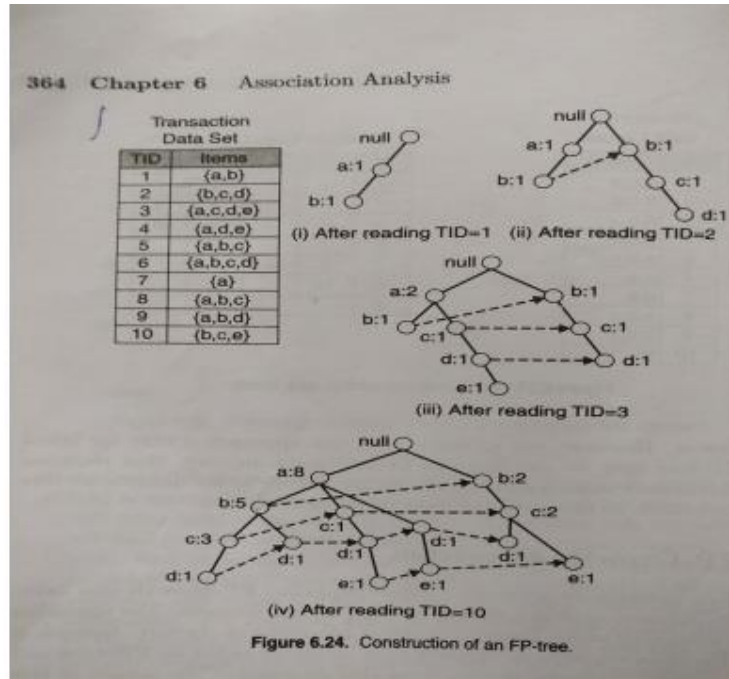 364 Chapter 6 Association Analysis
Transaction
Data Set
TID Items
1 {a,b}
2 {b,c,d}
3 {a,c,d,e}
4 {a,d,e}
5 {a,b,c}
6 {a,b,c,d}
7 {a}
8 {a,b,c}
9 {a,b,d}
10 {b,c,e}
null
a:1
b:1
(i) After reading TID=1
null
a:1 b:1
b:1 c:1
d:1
(ii) After reading TID=2
null
a:2 b:1
b:1 c:1 c:1
d:1 d:1
e:1
(iii) After reading TID=3
null
a:8 b:2
b:5 c:2
c:3 c:1 d:1
d:1 d:1 d:1 d:1
e:1 e:1 e:1
(iv) After reading TID=10
Figure 6.24. Construction of an FP-tree.